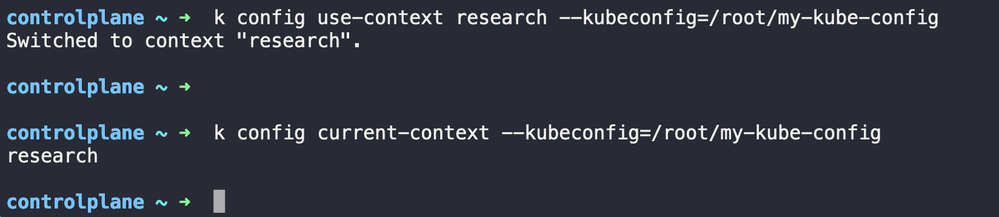 controlplane ~ ➜  k config use-context research --kubeconfig=/root/my-kube-config
Switched to context "research".
controlplane ~ ➜
controlplane ~ ➜  k config current-context --kubeconfig=/root/my-kube-config
research
controlplane ~ ➜